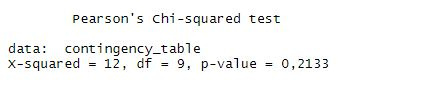 Pearson's Chi-squared test
data:  contingency_table
X-squared = 12, df = 9, p-value = 0,2133